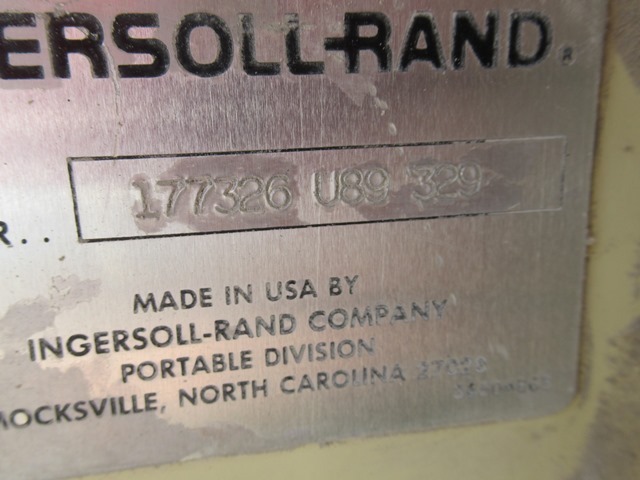 ERSOLL-RAND®
R.. 177326 U89 329
MADE IN USA BY
INGERSOLL-RAND COMPANY
PORTABLE DIVISION
MOCKSVILLE, NORTH CAROLINA